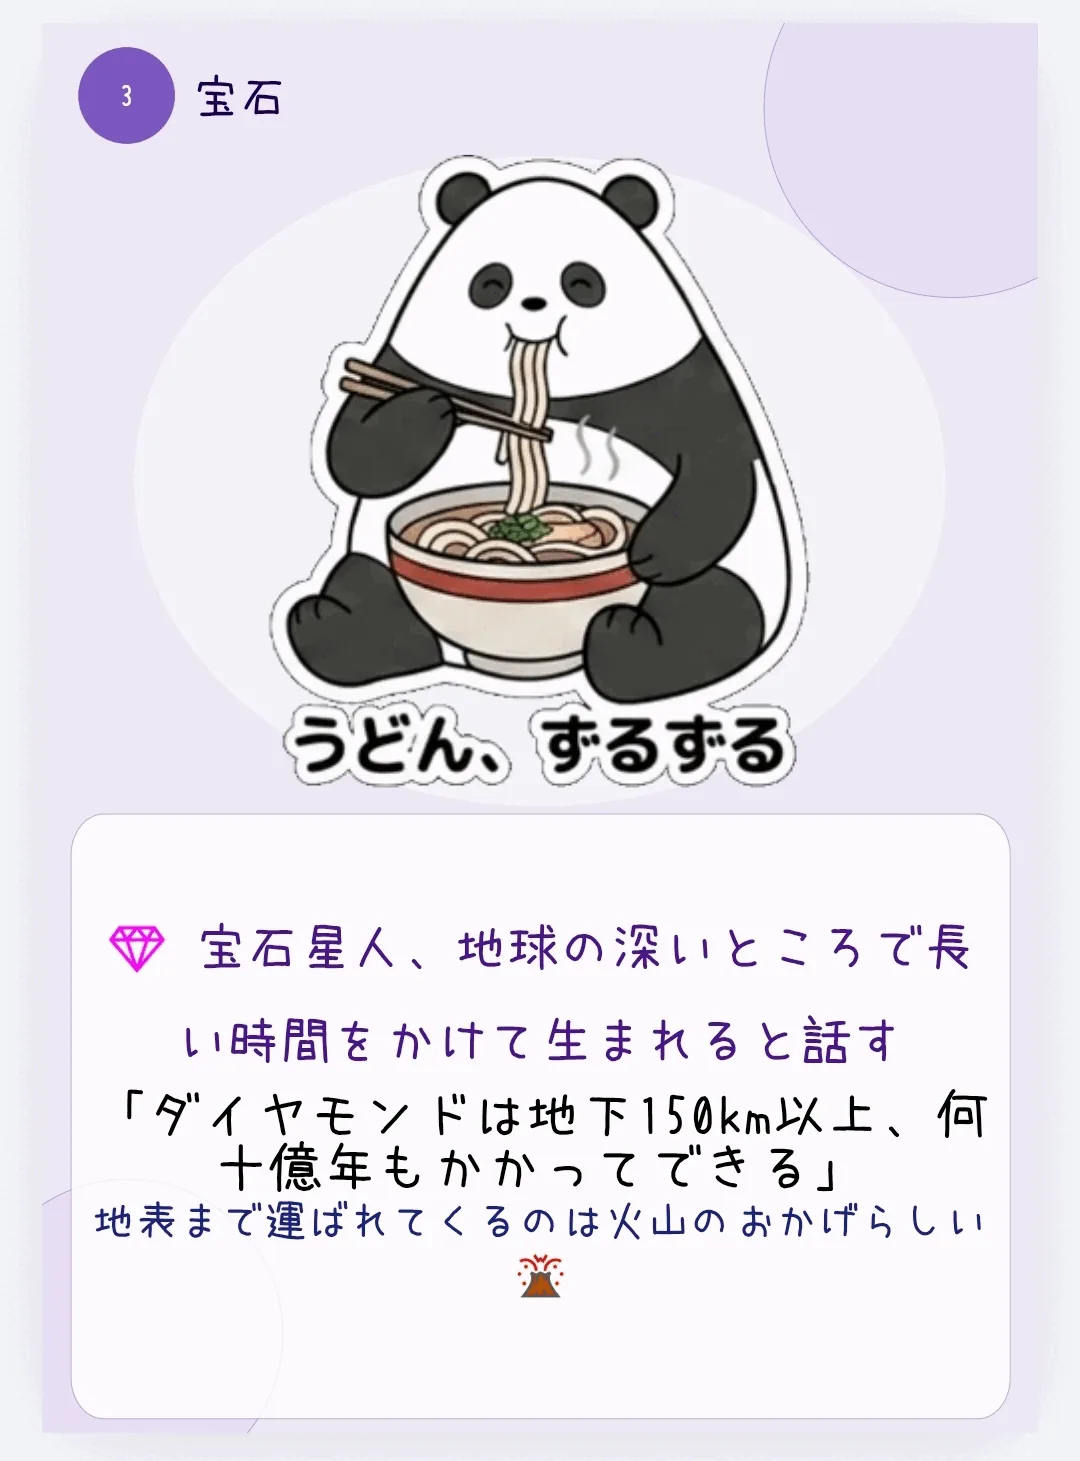 3
宝石
うどん、ずるずる
宝石星人、地球の深いところで長
い時間をかけて生まれると話す
「ダイヤモンドは地下150km以上、何
十億年もかかってできる」
地表まで運ばれてくるのは火山のおかげらしい